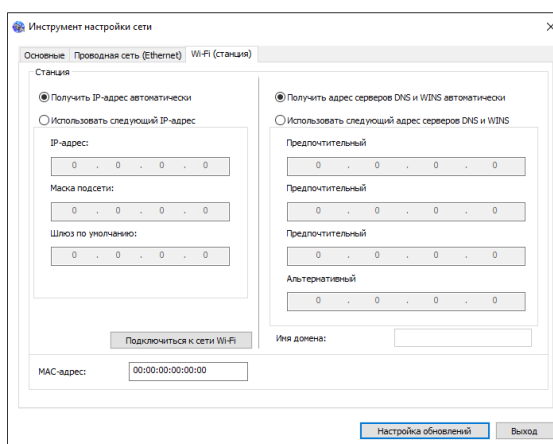 Инструмент настройки сети
Основные Проводная сеть (Ethernet) Wi-Fi (станция)
Станция
Получить IP-адрес автоматически
Использовать следующий IP-адрес
IP-адрес:
0 . 0 . 0 . 0
Маска подсети:
0 . 0 . 0 . 0
Шлюз по умолчанию:
0 . 0 . 0 . 0
Подключиться к сети Wi-Fi
Получить адрес серверов DNS и WINS автоматически
Использовать следующий адрес серверов DNS и WINS
Предпочтительный
0 . 0 . 0 . 0
Предпочтительный
0 . 0 . 0 . 0
Предпочтительный
0 . 0 . 0 . 0
Альтернативный
0 . 0 . 0 . 0
Имя домена:
MAC-адрес: 00:00:00:00:00:00
Настройка обновлений Выход